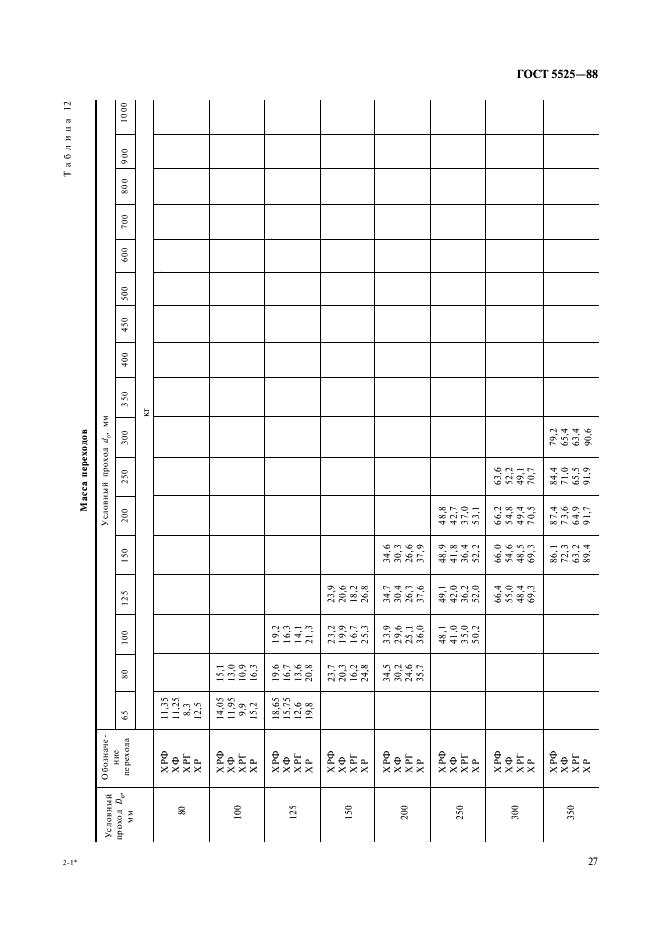 ГОСТ 5525—88
Таблица 12
Масса переходов
Условный проход Dу, мм
Обозначение перехода
Условный проход dу, мм
65 80 100 125 150 200 250 300 350 400 450 500 600 700 800 900 1000
кг
80
ХРФ 11,35
ХФ 11,25
ХРГ 8,3
ХР 12,5
100
ХРФ 14,05 15,1
ХФ 11,95 13,0
ХРГ 9,9 10,9
ХР 15,2 16,3
125
ХРФ 18,65 19,6 19,2
ХФ 15,75 16,7 16,3
ХРГ 12,6 13,6 14,1
ХР 19,8 20,8 21,3
150
ХРФ 23,7 23,2 23,9
ХФ 20,3 19,9 20,6
ХРГ 16,2 16,7 18,2
ХР 24,8 25,3 26,8
200
ХРФ 34,5 33,9 34,7 34,6
ХФ 30,2 29,6 30,4 30,3
ХРГ 24,6 25,1 26,3 26,6
ХР 35,7 36,0 37,6 37,9
250
ХРФ 48,1 49,1 48,9 48,8
ХФ 41,0 42,0 41,8 42,7
ХРГ 35,0 36,2 36,4 37,0
ХР 50,2 52,0 52,2 53,1
300
ХРФ 66,4 66,0 66,2 63,6
ХФ 55,0 54,6 54,8 52,2
ХРГ 48,4 48,5 49,4 49,1
ХР 69,3 69,3 70,5 70,7
350
ХРФ 86,1 87,4 84,4 79,2
ХФ 72,3 73,6 71,0 65,4
ХРГ 63,2 64,9 65,5 63,4
ХР 89,4 91,7 91,9 90,6
2-1*
27